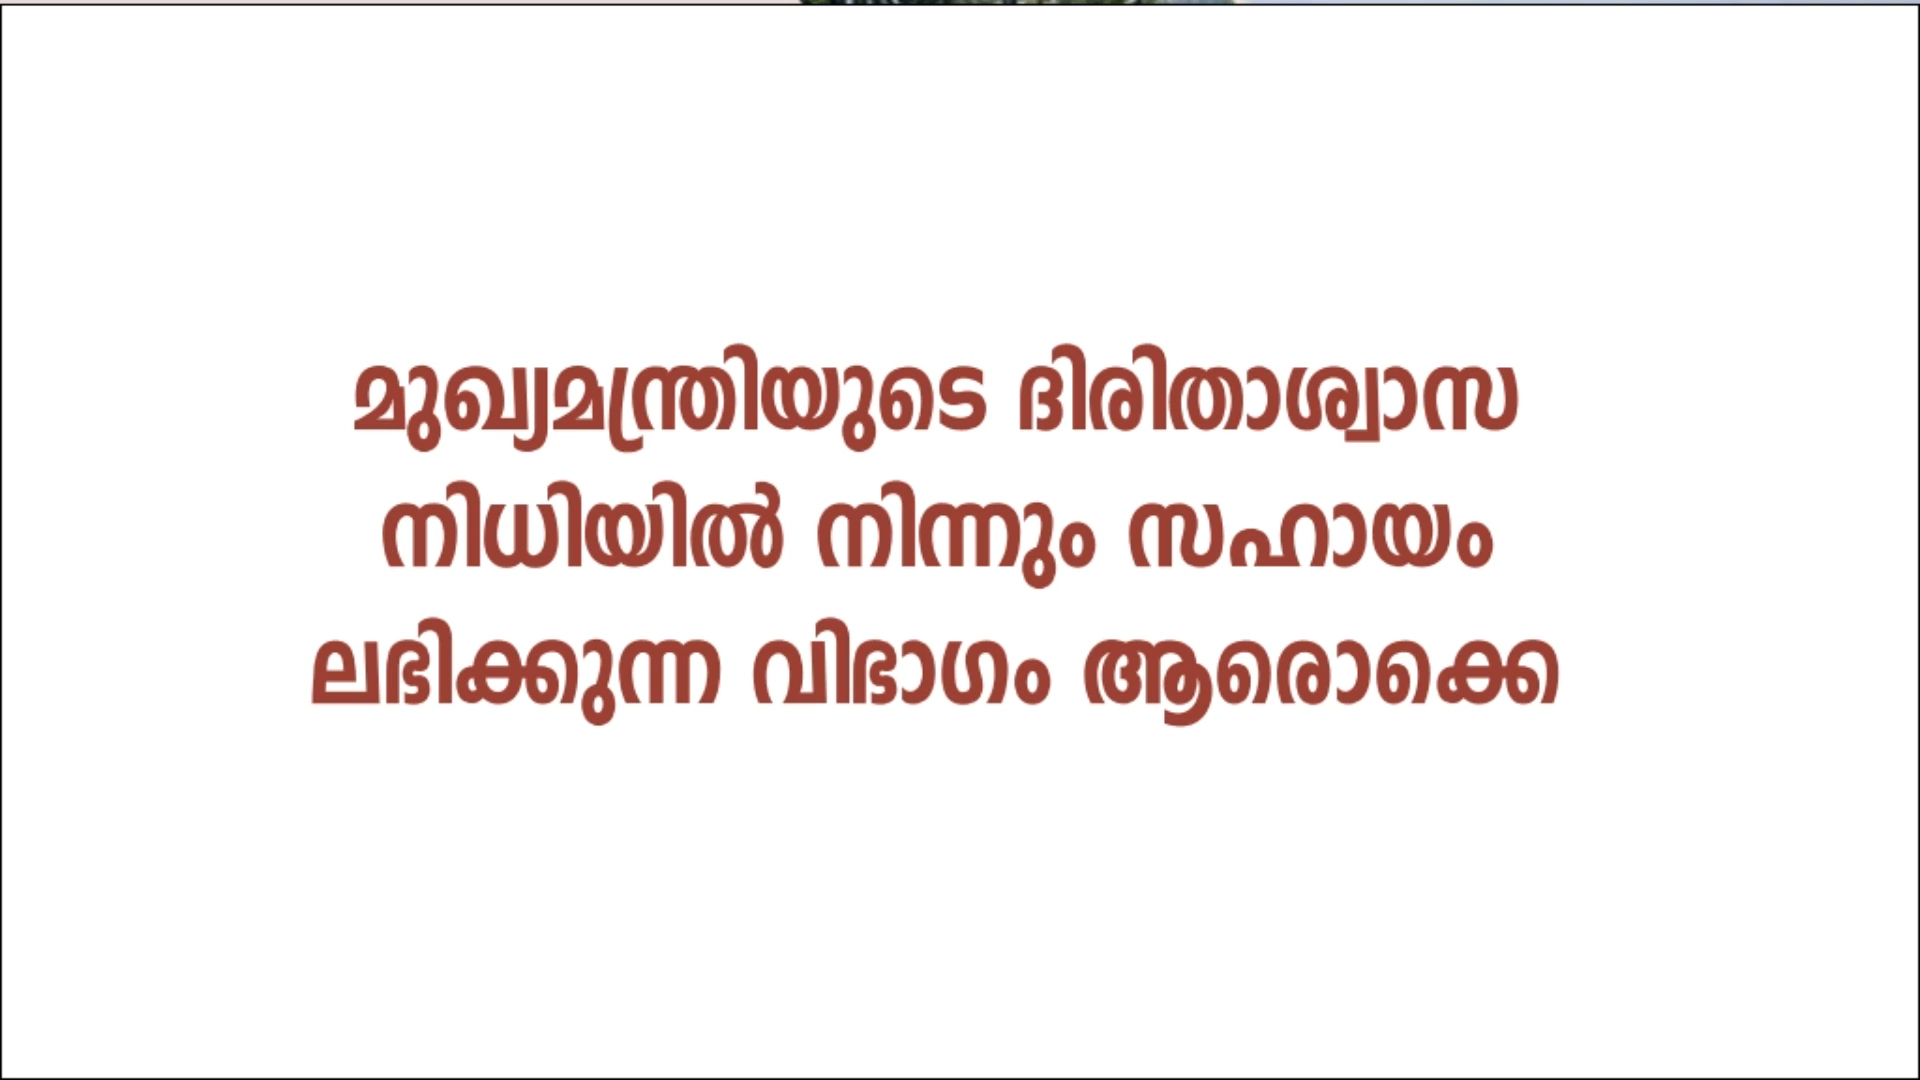 മുഖ്യമന്ത്രിയുടെ ദിരിതാശ്വാസ
നിധിയിൽ നിന്നും സഹായം
ലഭിക്കുന്ന വിഭാഗം ആരൊക്കെ